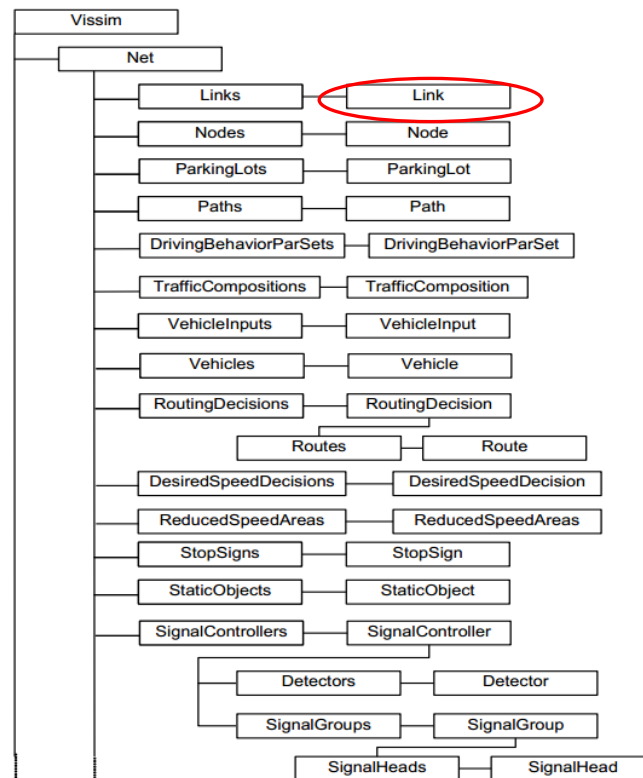 Vissim
Net
Links Link
Nodes Node
ParkingLots ParkingLot
Paths Path
DrivingBehaviorParSets DrivingBehaviorParSet
TrafficCompositions TrafficComposition
VehicleInputs VehicleInput
Vehicles Vehicle
RoutingDecisions RoutingDecision
Routes Route
DesiredSpeedDecisions DesiredSpeedDecision
ReducedSpeedAreas ReducedSpeedAreas
StopSigns StopSign
StaticObjects StaticObject
SignalControllers SignalController
Detectors Detector
SignalGroups SignalGroup
SignalHeads SignalHead